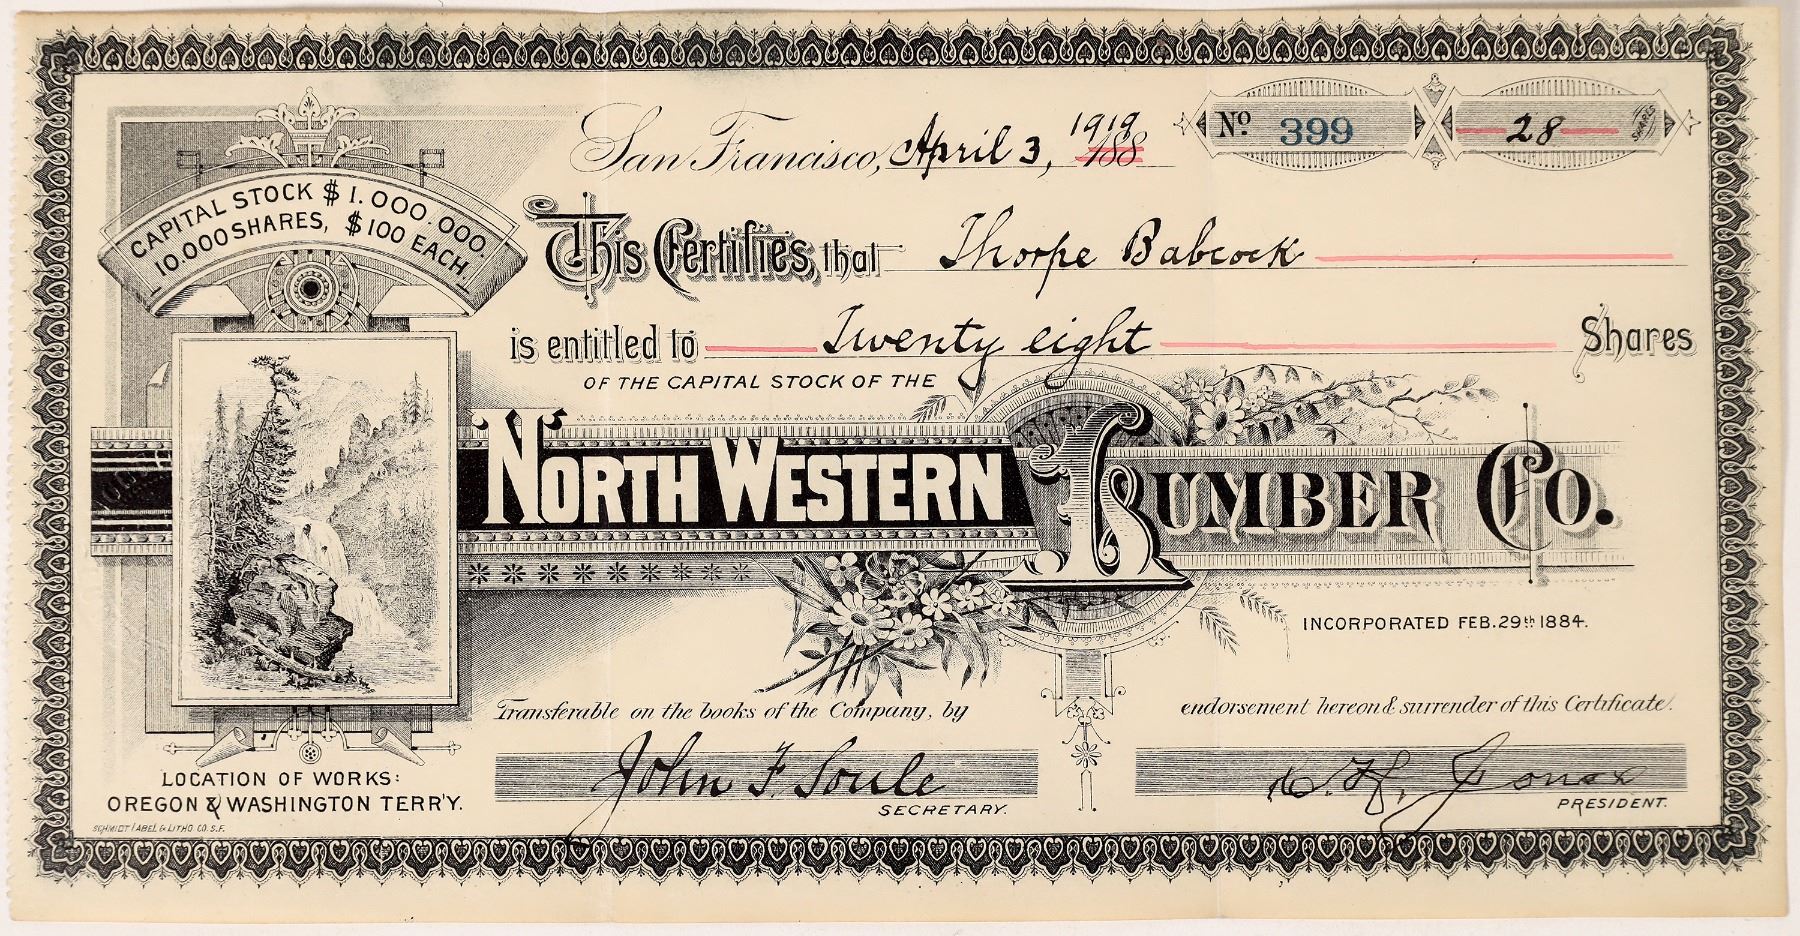 San Francisco, April 3, 1919 188
No 399
28 SHARES
CAPITAL STOCK $1.000.000.
10.000 SHARES, $100 EACH.
This Certifies, that Thorpe Babcock
is entitled to Twenty eight Shares
OF THE CAPITAL STOCK OF THE
NORTH WESTERN LUMBER CO.
INCORPORATED FEB. 29th 1884.
Transferable on the books of the Company, by endorsement hereon & surrender of this Certificate.
John F. Soule
SECRETARY.
C. H. Jones
PRESIDENT.
LOCATION OF WORKS:
OREGON & WASHINGTON TERR'Y.
SCHMIDT LABEL & LITHO. CO. S.F.